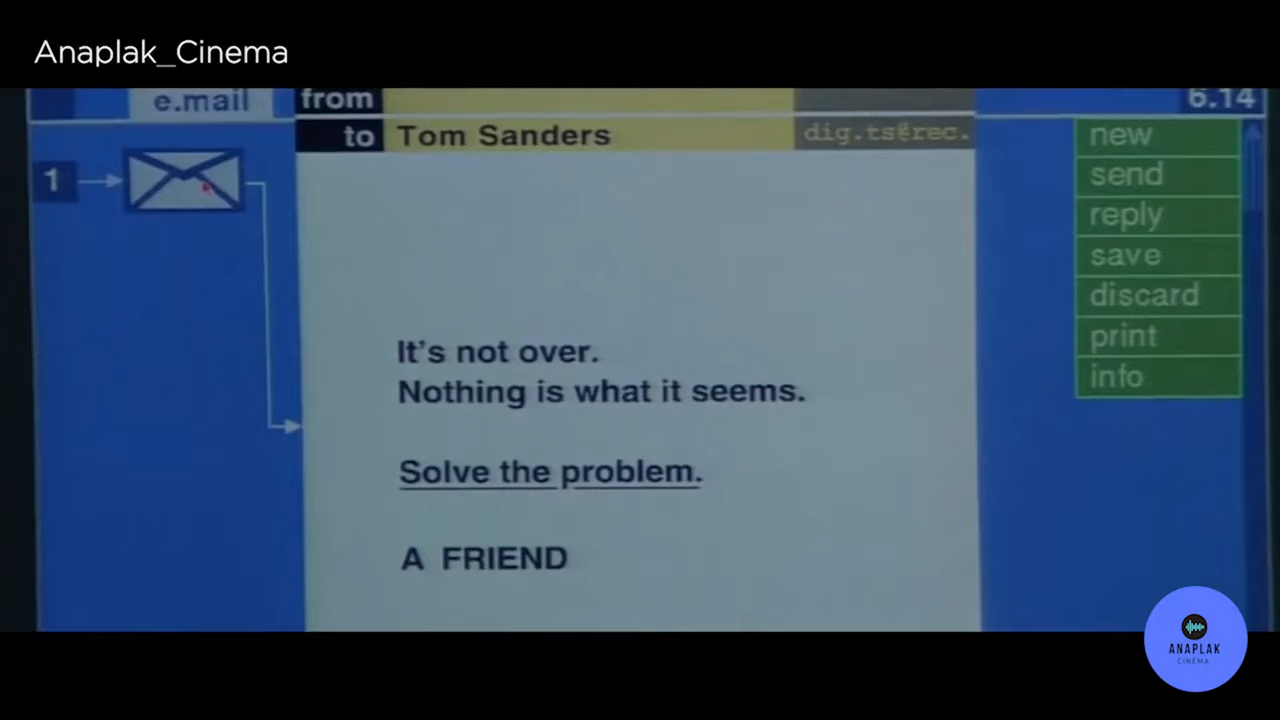 Anaplak_Cinema
e.mail
from
6.14
to Tom Sanders dig.ts@rec.
1
new
send
reply
save
discard
print
info
It's not over.
Nothing is what it seems.
Solve the problem.
A FRIEND
ANAPLAK
CINEMA